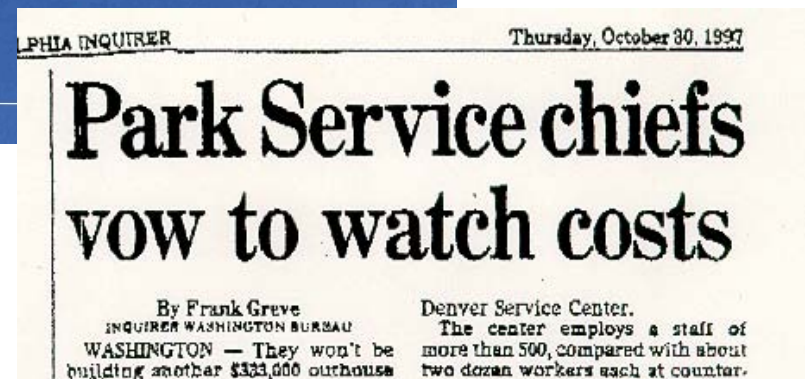 LPHIA INQUIRER
Thursday, October 30, 1997
Park Service chiefs
vow to watch costs
By Frank Greve
INQUIRER WASHINGTON BUREAU
WASHINGTON — They won't be
building another $333,000 outhouse
Denver Service Center.
The center employs a staff of
more than 500, compared with about
two dozen workers each at counter-